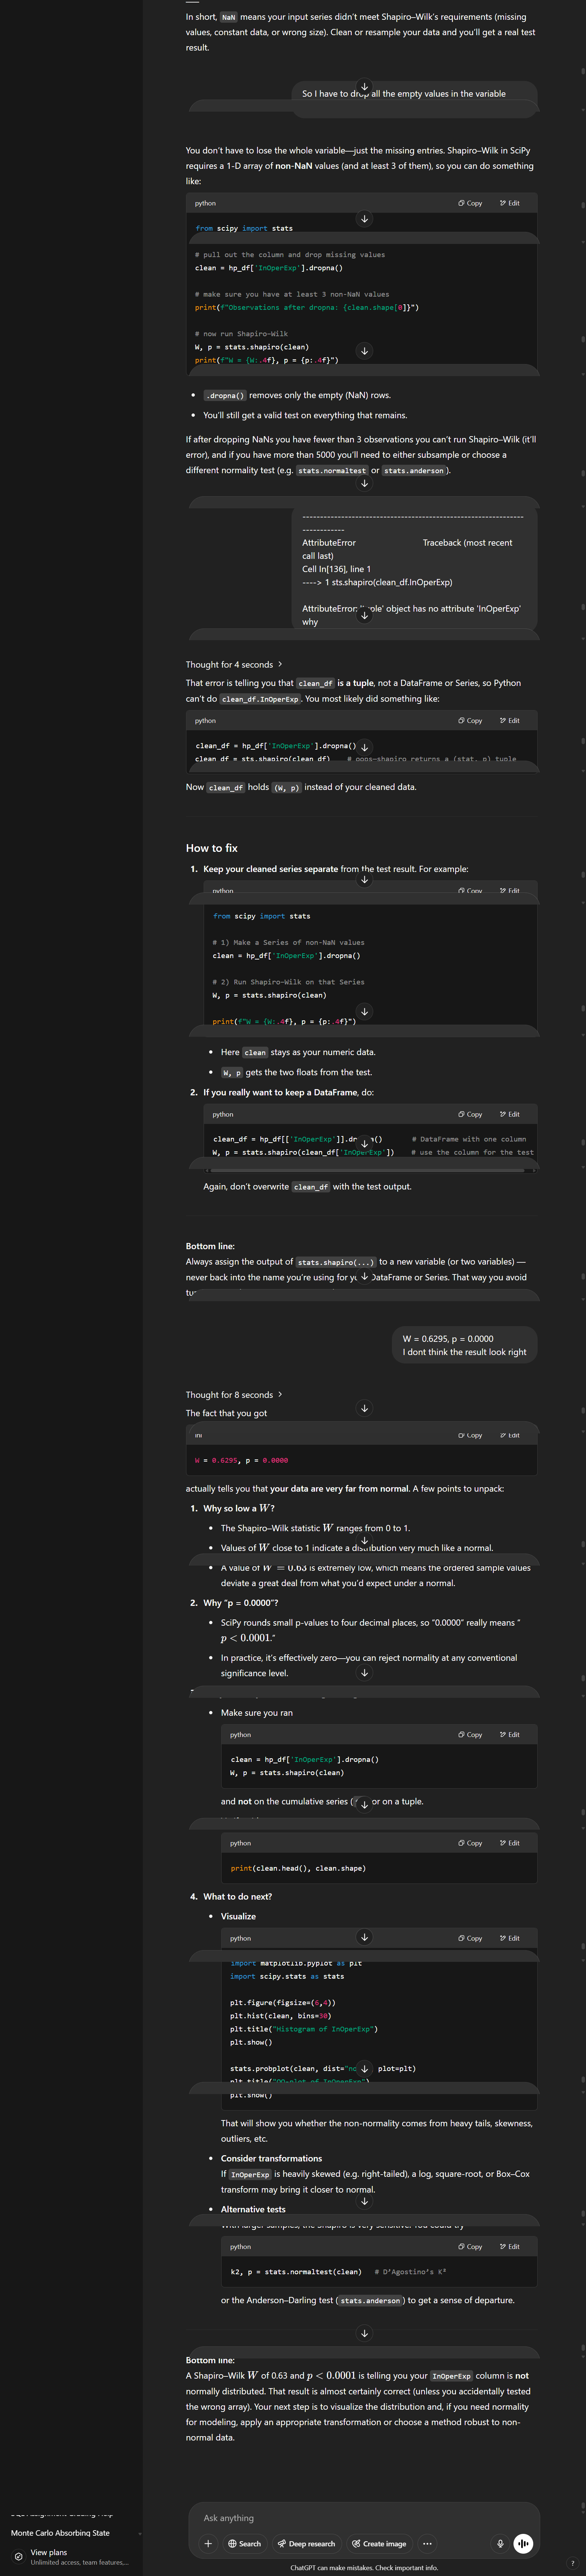 In short, NaN means your input series didn't meet Shapiro–Wilk's requirements (missing
values, constant data, or wrong size). Clean or resample your data and you'll get a real test
result.
So I have to drop all the empty values in the variable
You don't have to lose the whole variable—just the missing entries. Shapiro–Wilk in SciPy
requires a 1-D array of non-NaN values (and at least 3 of them), so you can do something
like:
python Copy Edit
from scipy import stats
# pull out the column and drop missing values
clean = hp_df['InOperExp'].dropna()
# make sure you have at least 3 non-NaN values
print(f"Observations after dropna: {clean.shape[0]}")
# now run Shapiro–Wilk
W, p = stats.shapiro(clean)
print(f"W = {W:.4f}, p = {p:.4f}")
• .dropna() removes only the empty (NaN) rows.
• You'll still get a valid test on everything that remains.
If after dropping NaNs you have fewer than 3 observations you can't run Shapiro–Wilk (it'll
error), and if you have more than 5000 you'll need to either subsample or choose a
different normality test (e.g. stats.normaltest or stats.anderson).
---------------------------------------------------------------
------------
AttributeError Traceback (most recent
call last)
Cell In[136], line 1
----> 1 sts.shapiro(clean_df.InOperExp)
AttributeError: object has no attribute 'InOperExp'
why
Thought for 4 seconds >
That error is telling you that clean_df is a tuple, not a DataFrame or Series, so Python
can't do clean_df.InOperExp. You most likely did something like:
python Copy Edit
clean_df = hp_df['InOperExp'].dropna()
clean_df = sts.shapiro(clean_df) # oops—shapiro returns a (stat, p) tuple
Now clean_df holds (W, p) instead of your cleaned data.
How to fix
1. Keep your cleaned series separate from the test result. For example:
python Copy Edit
from scipy import stats
# 1) Make a Series of non-NaN values
clean = hp_df['InOperExp'].dropna()
# 2) Run Shapiro–Wilk on that Series
W, p = stats.shapiro(clean)
print(f"W = {W:.4f}, p = {p:.4f}")
• Here clean stays as your numeric data.
• W, p gets the two floats from the test.
2. If you really want to keep a DataFrame, do:
python Copy Edit
clean_df = hp_df[['InOperExp']].dropna() # DataFrame with one column
W, p = stats.shapiro(clean_df['InOperExp']) # use the column for the test
Again, don't overwrite clean_df with the test output.
Bottom line:
Always assign the output of stats.shapiro(...) to a new variable (or two variables) —
never back into the name you're using for your DataFrame or Series. That way you avoid
W = 0.6295, p = 0.0000
I dont think the result look right
Thought for 8 seconds >
The fact that you got
ini Copy Edit
W = 0.6295, p = 0.0000
actually tells you that your data are very far from normal. A few points to unpack:
1. Why so low a W?
• The Shapiro–Wilk statistic W ranges from 0 to 1.
• Values of W close to 1 indicate a distribution very much like a normal.
• A value of W = 0.63 is extremely low, which means the ordered sample values
deviate a great deal from what you'd expect under a normal.
2. Why "p = 0.0000"?
• SciPy rounds small p-values to four decimal places, so "0.0000" really means "
p < 0.0001."
• In practice, it's effectively zero—you can reject normality at any conventional
significance level.
• Make sure you ran
python Copy Edit
clean = hp_df['InOperExp'].dropna()
W, p = stats.shapiro(clean)
and not on the cumulative series ( or on a tuple.
python Copy Edit
print(clean.head(), clean.shape)
4. What to do next?
• Visualize
python Copy Edit
import matplotlib.pyplot as plt
import scipy.stats as stats
plt.figure(figsize=(6,4))
plt.hist(clean, bins=30)
plt.title("Histogram of InOperExp")
plt.show()
stats.probplot(clean, dist="no plot=plt)
plt.title("QQ-plot of InOperExp")
plt.show()
That will show you whether the non-normality comes from heavy tails, skewness,
outliers, etc.
• Consider transformations
If InOperExp is heavily skewed (e.g. right-tailed), a log, square-root, or Box–Cox
transform may bring it closer to normal.
• Alternative tests
With larger samples, the Shapiro is very sensitive. You could try
python Copy Edit
k2, p = stats.normaltest(clean) # D'Agostino's K²
or the Anderson–Darling test (stats.anderson) to get a sense of departure.
Bottom line:
A Shapiro–Wilk W of 0.63 and p < 0.0001 is telling you your InOperExp column is not
normally distributed. That result is almost certainly correct (unless you accidentally tested
the wrong array). Your next step is to visualize the distribution and, if you need normality
for modeling, apply an appropriate transformation or choose a method robust to non-
normal data.
Monte Carlo Absorbing State
View plans
Unlimited access, team features,...
Ask anything
+ Search Deep research Create image ...
ChatGPT can make mistakes. Check important info.
?